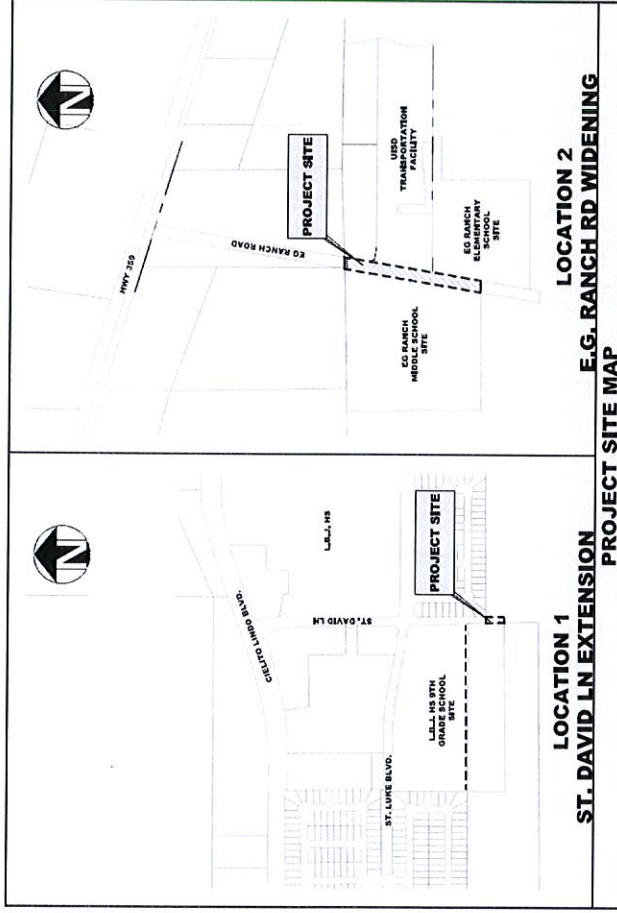 N
CIELITO LINDO BLVD.
L.B.J. HS
ST. DAVID LN
ST. LUKE BLVD.
L.B.J. HS 9TH
GRADE SCHOOL
SITE
PROJECT SITE
LOCATION 1
ST. DAVID LN EXTENSION
N
HWY 359
EG RANCH ROAD
PROJECT SITE
UISD
TRANSPORTATION
FACILITY
EG RANCH
MIDDLE SCHOOL
SITE
EG RANCH
ELEMENTARY
SCHOOL
SITE
LOCATION 2
E.G. RANCH RD WIDENING
PROJECT SITE MAP